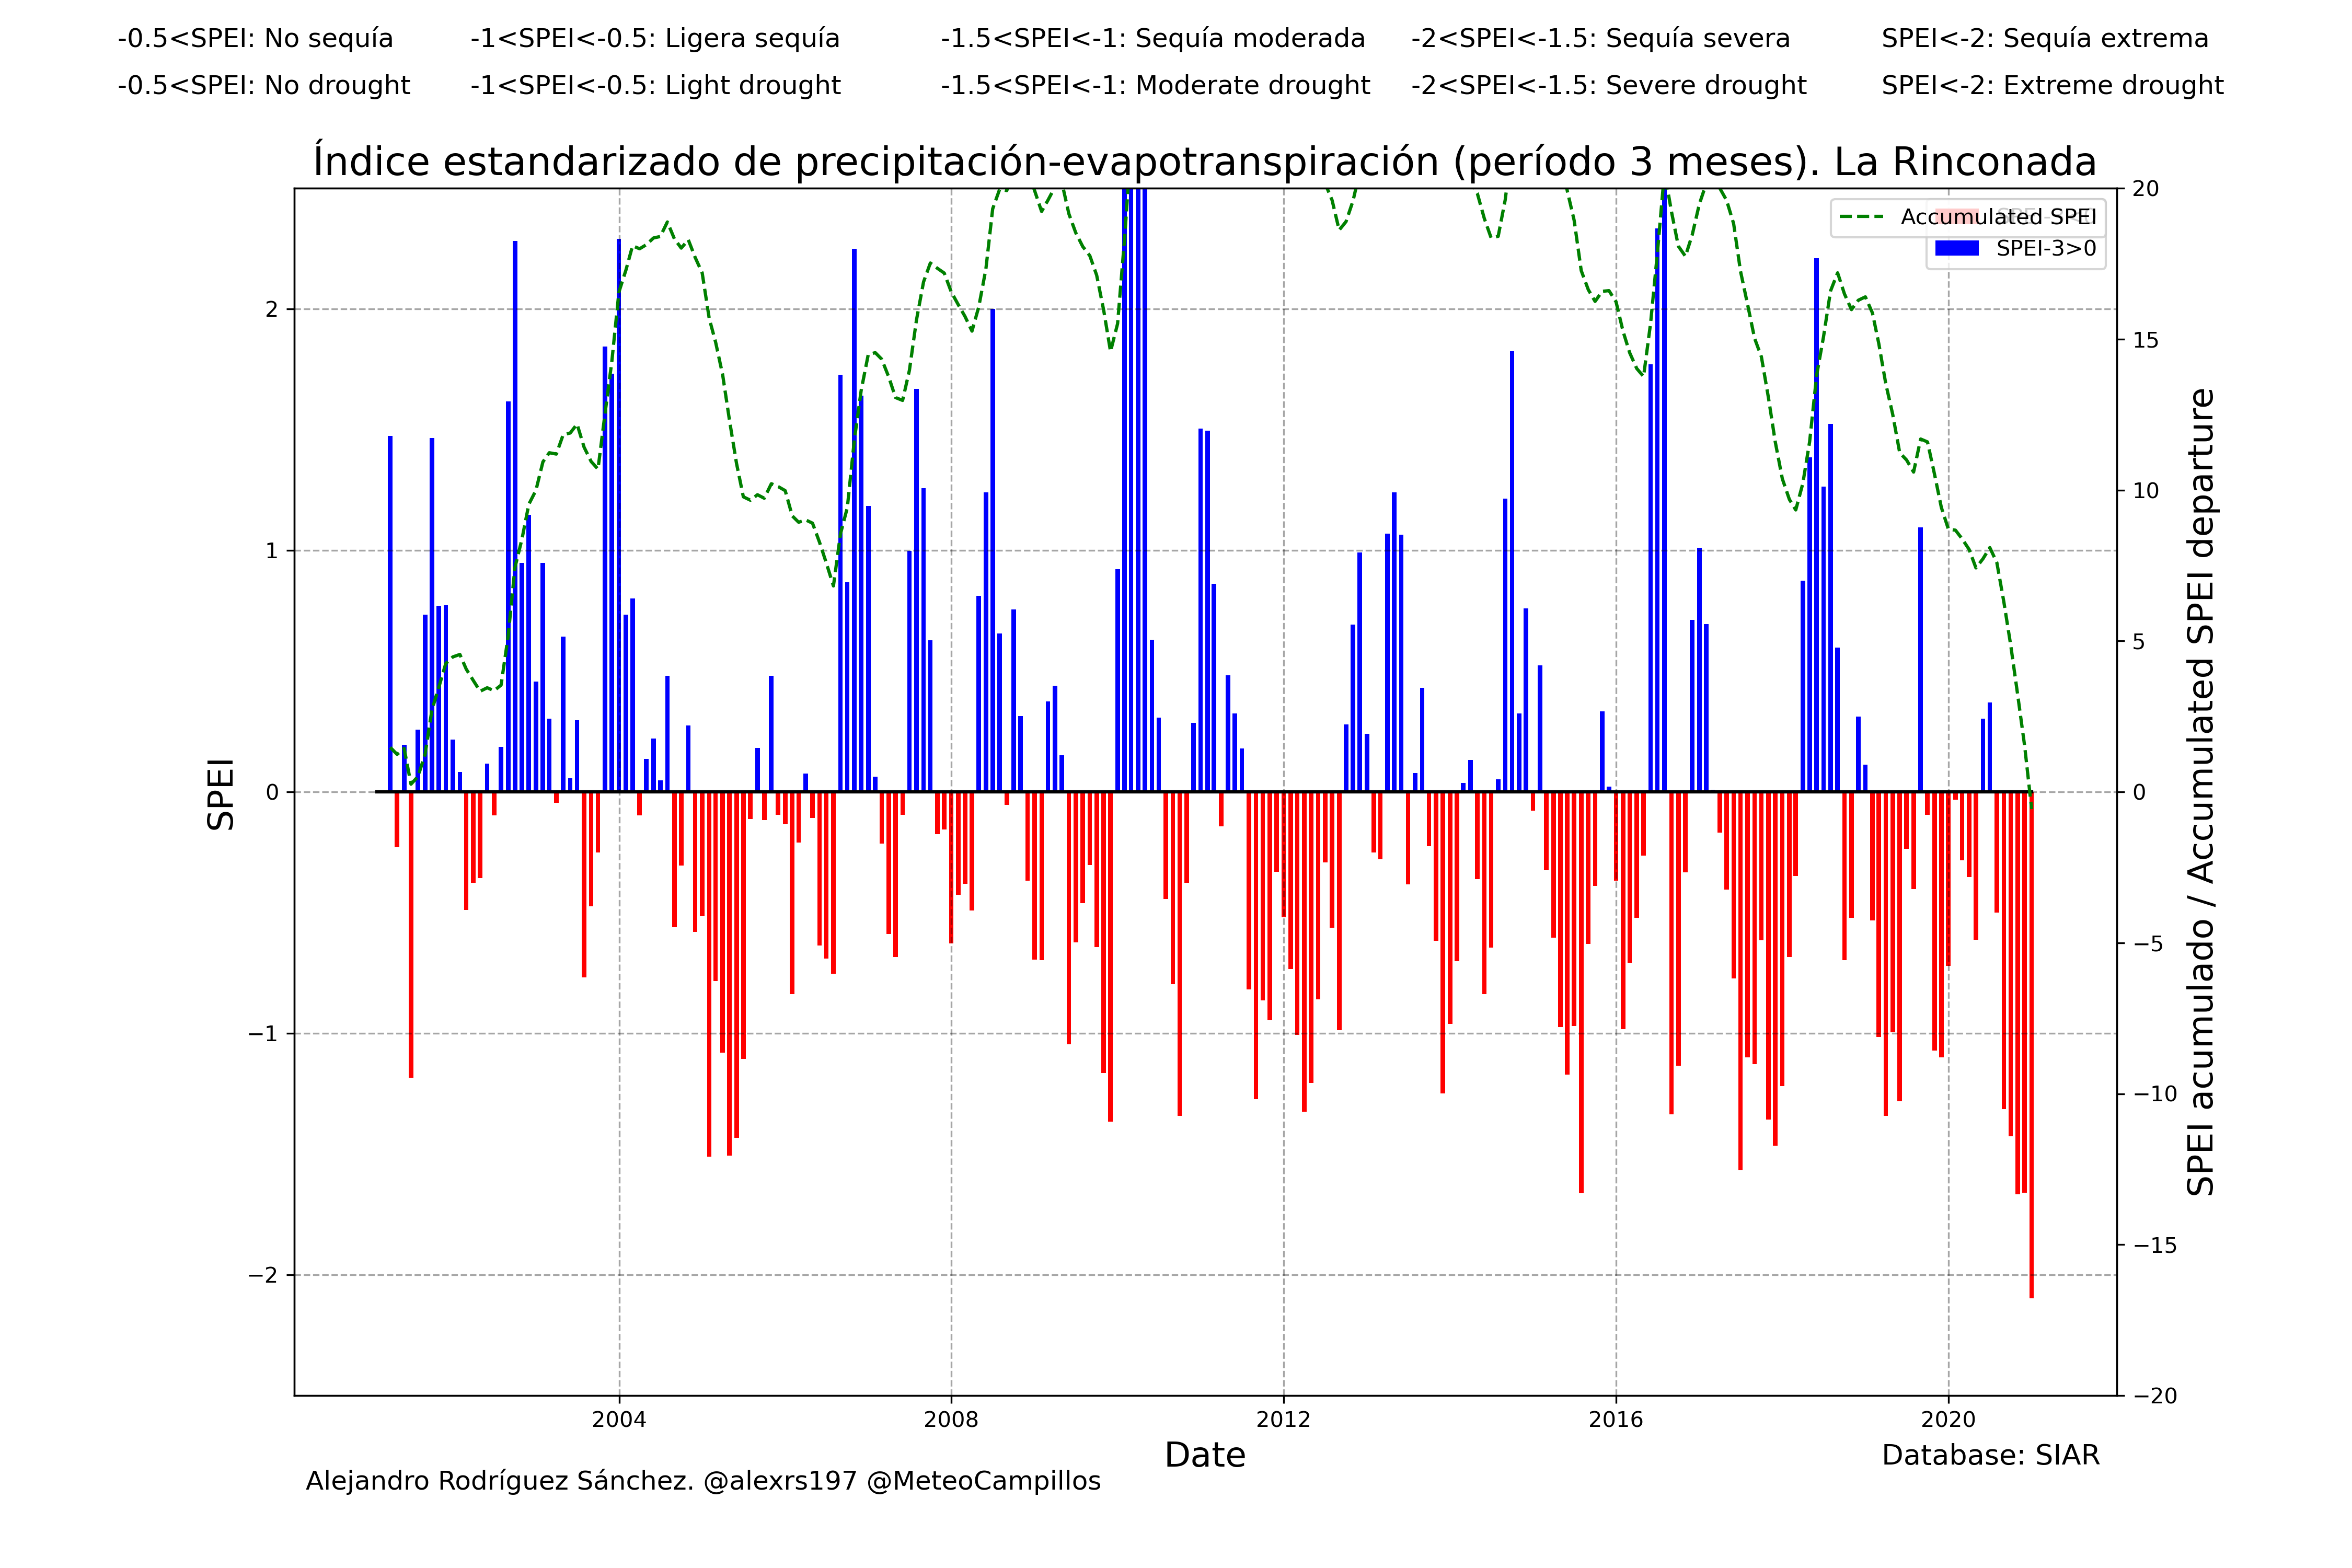 -0.5<SPEI: No sequía -1<SPEI<-0.5: Ligera sequía -1.5<SPEI<-1: Sequía moderada -2<SPEI<-1.5: Sequía severa SPEI<-2: Sequía extrema
-0.5<SPEI: No drought -1<SPEI<-0.5: Light drought -1.5<SPEI<-1: Moderate drought -2<SPEI<-1.5: Severe drought SPEI<-2: Extreme drought
Índice estandarizado de precipitación-evapotranspiración (período 3 meses). La Rinconada
Accumulated SPEI
SPEI-3>0
SPEI
2
1
0
−1
−2
20
15
10
5
0
−5
−10
−15
−20
SPEI acumulado / Accumulated SPEI departure
2004 2008 2012 2016 2020
Date
Database: SIAR
Alejandro Rodríguez Sánchez. @alexrs197 @MeteoCampillos